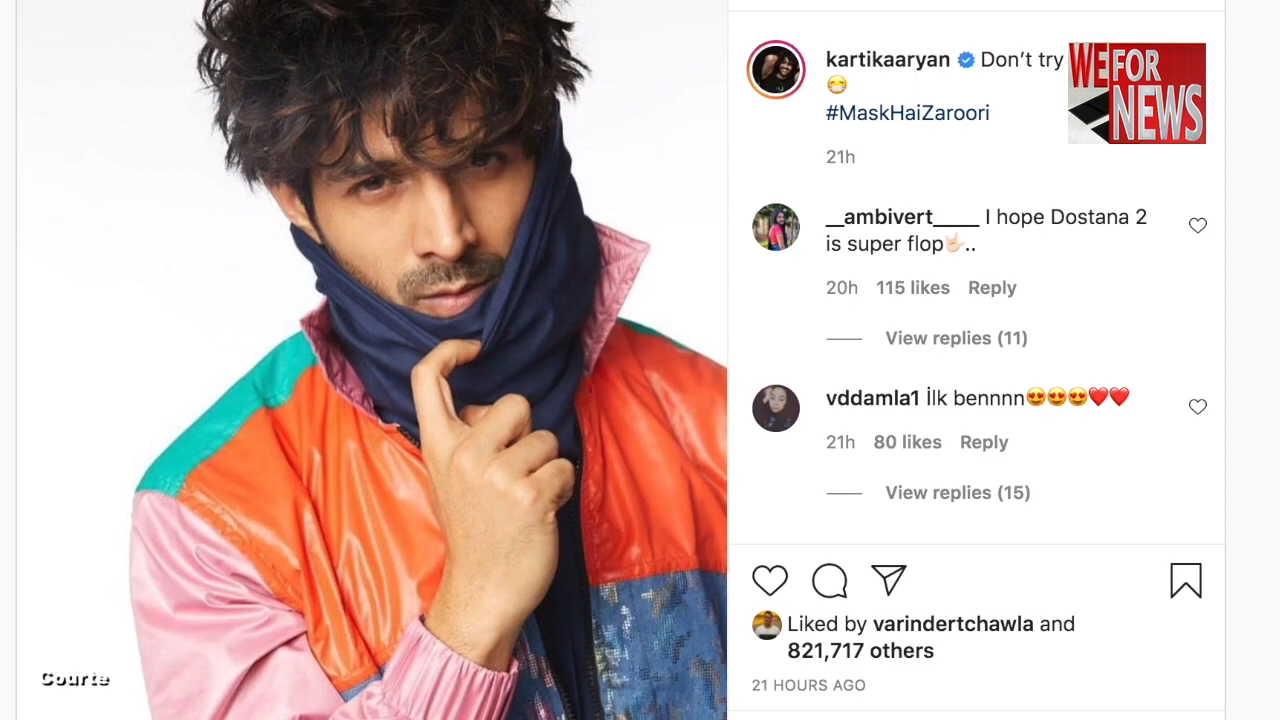 kartikaaryan Don’t try
😷
#MaskHaiZaroori
21h
WE FOR
NEWS
__ambivert____ I hope Dostana 2
is super flop🤟🏻..
20h 115 likes Reply
View replies (11)
vddamla1 İlk bennnn😍😍😍❤️❤️
21h 80 likes Reply
View replies (15)
Liked by varindertchawla and
821,717 others
21 HOURS AGO
Courte